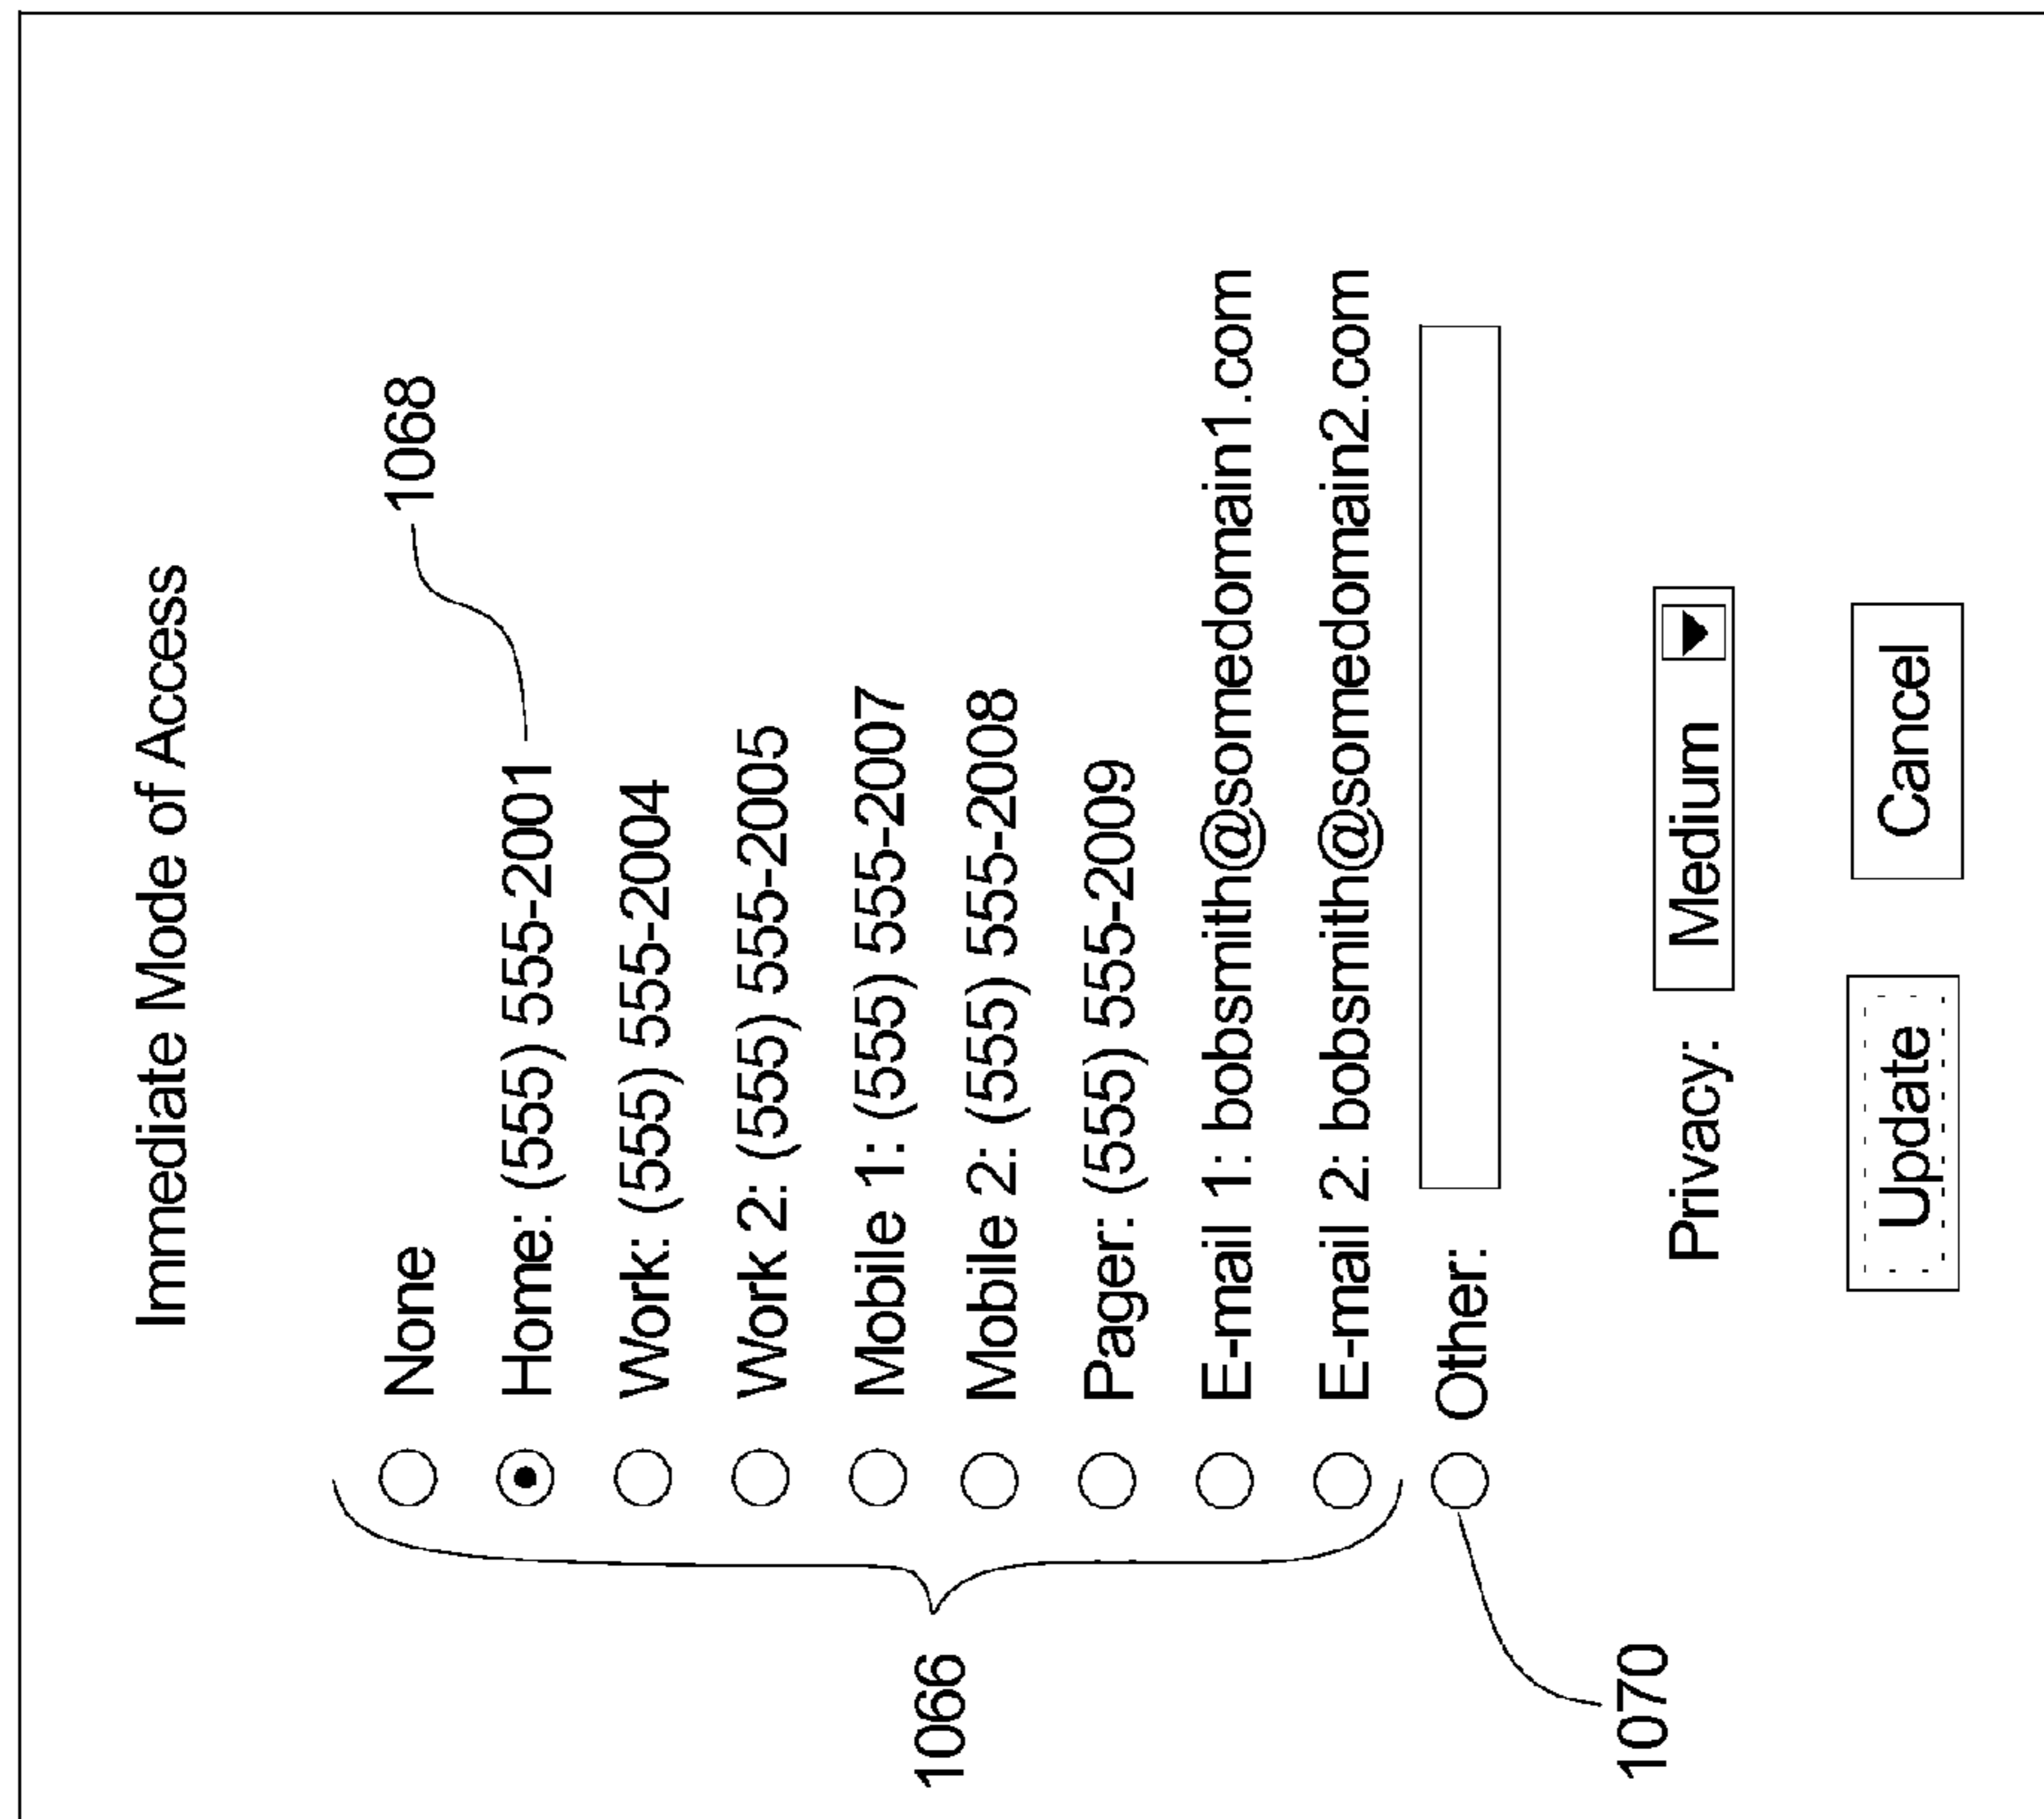 Immediate Mode of Access
None
1068
Home: (555) 555-2001
Work: (555) 555-2004
Work 2: (555) 555-2005
Mobile 1: (555) 555-2007
1066
Mobile 2: (555) 555-2008
Pager: (555) 555-2009
E-mail 1: bobsmith@somedomain1.com
E-mail 2: bobsmith@somedomain2.com
Other:
1070
Privacy: Medium
Update Cancel